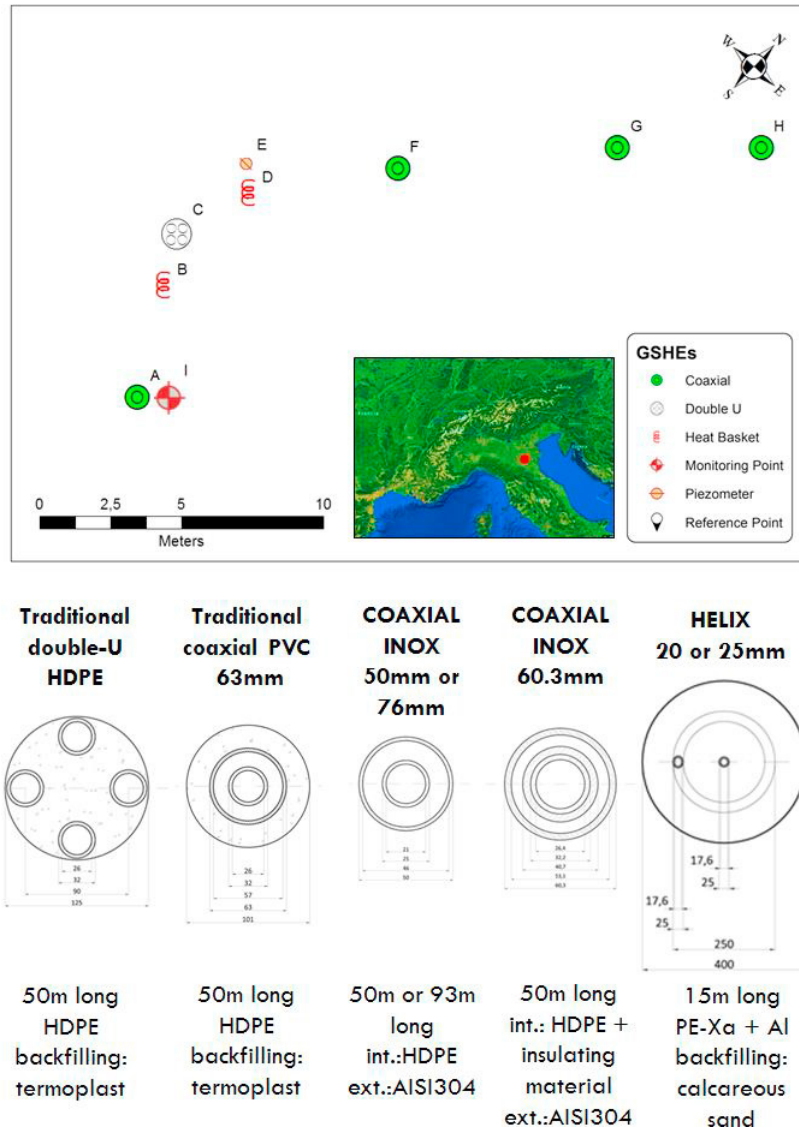 W
N
S
E
E
F
G
H
D
C
B
A
I
0
2,5
5
10
Meters
GSHEs
Coaxial
Double U
Heat Basket
Monitoring Point
Piezometer
Reference Point
Traditional
double-U
HDPE
Traditional
coaxial PVC
63mm
COAXIAL
INOX
50mm or
76mm
COAXIAL
INOX
60.3mm
HELIX
20 or 25mm
26
32
90
125
26
32
57
63
101
21
25
46
50
26,4
32,2
40,7
60,3
17,6
25
17,6
25
250
400
50m long
HDPE
backfilling:
termoplast
50m long
HDPE
backfilling:
termoplast
50m or 93m
long
int.:HDPE
ext.:AISI304
50m long
int.: HDPE +
insulating
material
ext.:AISI304
15m long
PE-Xa + Al
backfilling:
calcareous
sand